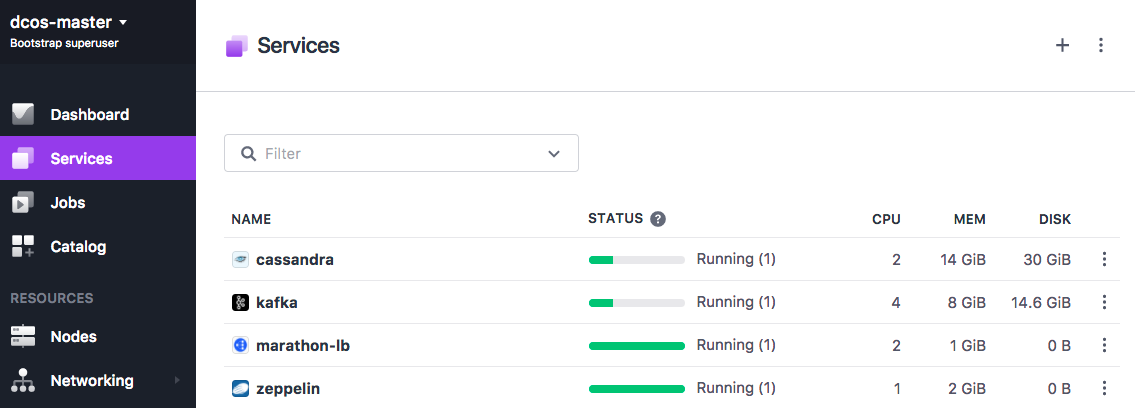 dcos-master
Bootstrap superuser
Dashboard
Services
Jobs
Catalog
RESOURCES
Nodes
Networking
Services
Filter
NAME STATUS ? CPU MEM DISK
cassandra Running (1) 2 14 GiB 30 GiB
kafka Running (1) 4 8 GiB 14.6 GiB
marathon-lb Running (1) 2 1 GiB 0 B
zeppelin Running (1) 1 2 GiB 0 B